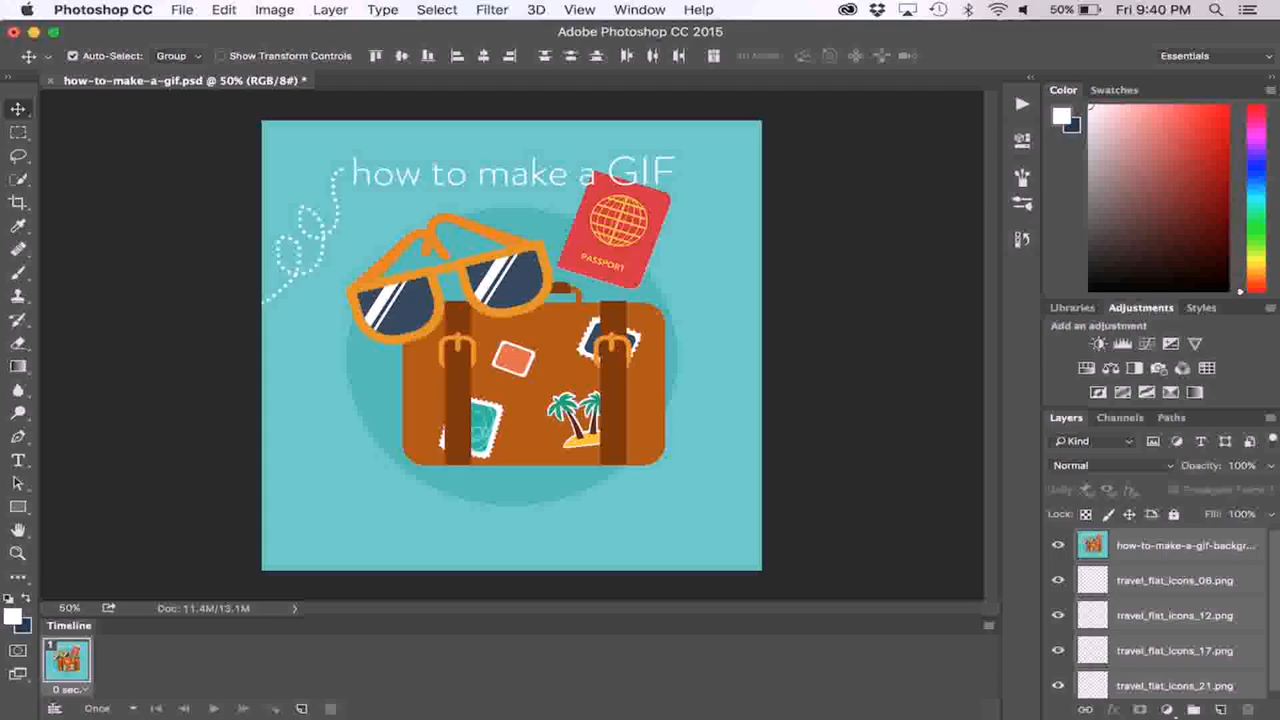 Photoshop CC File Edit Image Layer Type Select Filter 3D View Window Help 50% Fri 9:40 PM
Adobe Photoshop CC 2015
Auto-Select: Group Show Transform Controls Essentials
how-to-make-a-gif.psd @ 50% (RGB/8#) *
Color Swatches
how to make a GIF
PASSPORT
Libraries Adjustments Styles
Add an adjustment
Layers Channels Paths
Kind
Normal Opacity: 100%
Lock: Fill: 100%
how-to-make-a-gif-backgr...
travel_flat_icons_06.png
travel_flat_icons_12.png
travel_flat_icons_17.png
travel_flat_icons_21.png
50% Doc: 11.4M/13.1M
Timeline
1
0 sec.
Once